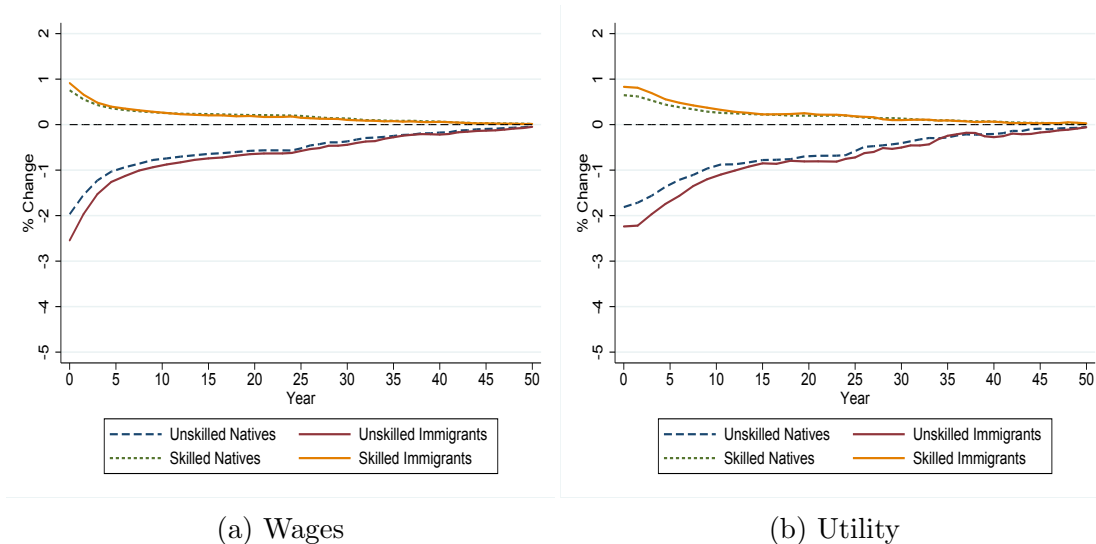 2
1
0
-1
-2
-3
-4
-5
% Change
0 5 10 15 20 25 30 35 40 45 50
Year
Unskilled Natives Unskilled Immigrants
Skilled Natives Skilled Immigrants
(a) Wages
2
1
0
-1
-2
-3
-4
-5
% Change
0 5 10 15 20 25 30 35 40 45 50
Year
Unskilled Natives Unskilled Immigrants
Skilled Natives Skilled Immigrants
(b) Utility